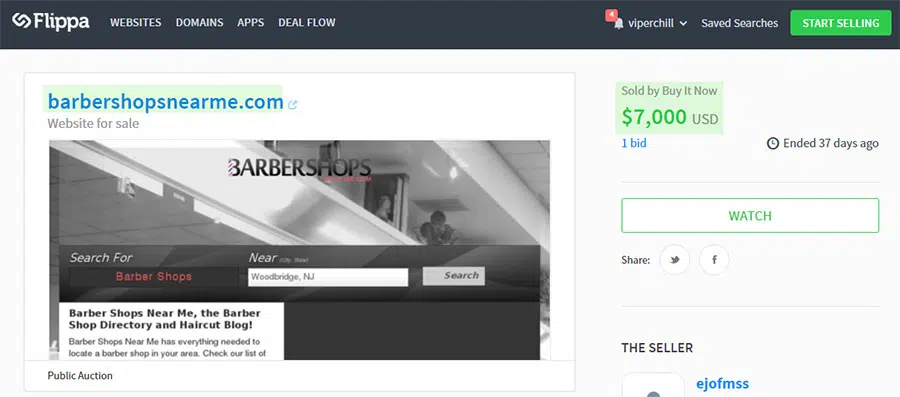 Flippa WEBSITES DOMAINS APPS DEAL FLOW 4 viperchill Saved Searches START SELLING
barbershopsnearme.com
Website for sale
BARBERSHOPS
Search For Near (City, State)
Barber Shops Woodbridge, NJ Search
Barber Shops Near Me, the Barber
Shop Directory and Haircut Blog!
Barber Shops Near Me has everything needed to
locate a barber shop in your area. Check our list of
Public Auction
Sold by Buy It Now
$7,000 USD
1 bid Ended 37 days ago
WATCH
Share:
THE SELLER
ejofmss